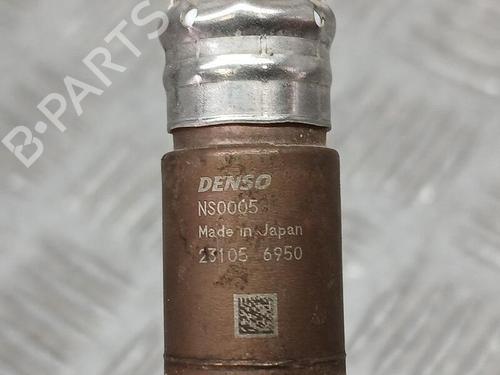 B-PARTS
DENSO
NS0005
Made in Japan
23105 6950